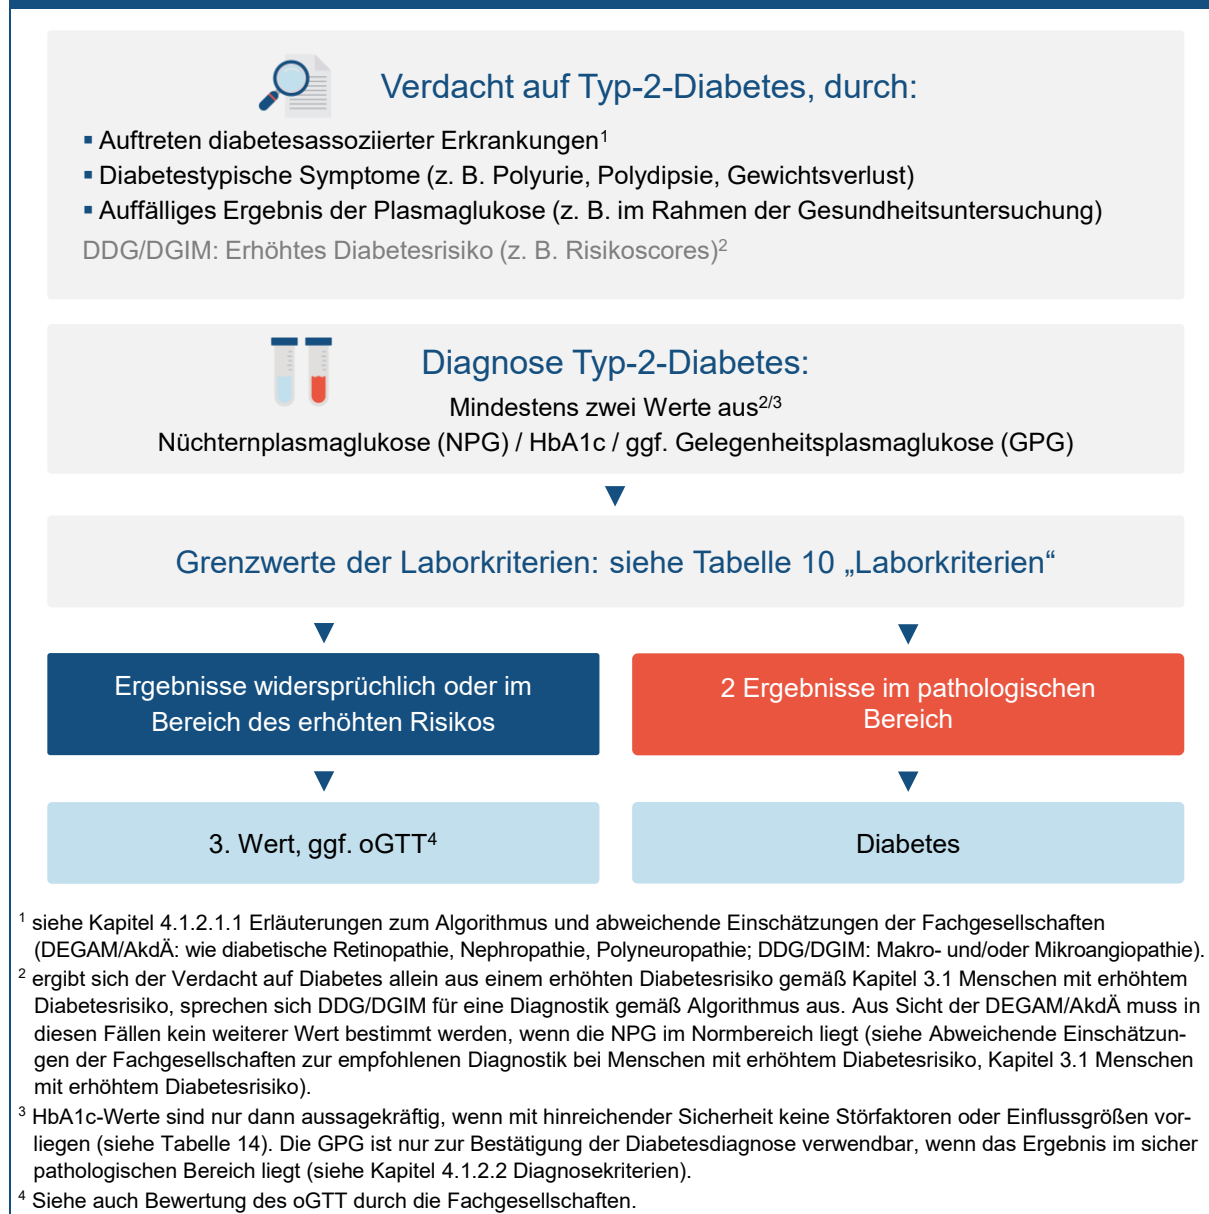 Verdacht auf Typ-2-Diabetes, durch:
▪ Auftreten diabetesassoziierter Erkrankungen¹
▪ Diabetestypische Symptome (z. B. Polyurie, Polydipsie, Gewichtsverlust)
▪ Auffälliges Ergebnis der Plasmaglukose (z. B. im Rahmen der Gesundheitsuntersuchung)
DDG/DGIM: Erhöhtes Diabetesrisiko (z. B. Risikoscores)²
Diagnose Typ-2-Diabetes:
Mindestens zwei Werte aus²/³
Nüchternplasmaglukose (NPG) / HbA1c / ggf. Gelegenheitsplasmaglukose (GPG)
Grenzwerte der Laborkriterien: siehe Tabelle 10 „Laborkriterien“
Ergebnisse widersprüchlich oder im
Bereich des erhöhten Risikos
2 Ergebnisse im pathologischen
Bereich
3. Wert, ggf. oGTT⁴
Diabetes
¹ siehe Kapitel 4.1.2.1.1 Erläuterungen zum Algorithmus und abweichende Einschätzungen der Fachgesellschaften
(DEGAM/AkdÄ: wie diabetische Retinopathie, Nephropathie, Polyneuropathie; DDG/DGIM: Makro- und/oder Mikroangiopathie).
² ergibt sich der Verdacht auf Diabetes allein aus einem erhöhten Diabetesrisiko gemäß Kapitel 3.1 Menschen mit erhöhtem
Diabetesrisiko, sprechen sich DDG/DGIM für eine Diagnostik gemäß Algorithmus aus. Aus Sicht der DEGAM/AkdÄ muss in
diesen Fällen kein weiterer Wert bestimmt werden, wenn die NPG im Normbereich liegt (siehe Abweichende Einschätzun-
gen der Fachgesellschaften zur empfohlenen Diagnostik bei Menschen mit erhöhtem Diabetesrisiko, Kapitel 3.1 Menschen
mit erhöhtem Diabetesrisiko).
³ HbA1c-Werte sind nur dann aussagekräftig, wenn mit hinreichender Sicherheit keine Störfaktoren oder Einflussgrößen vor-
liegen (siehe Tabelle 14). Die GPG ist nur zur Bestätigung der Diabetesdiagnose verwendbar, wenn das Ergebnis im sicher
pathologischen Bereich liegt (siehe Kapitel 4.1.2.2 Diagnosekriterien).
⁴ Siehe auch Bewertung des oGTT durch die Fachgesellschaften.